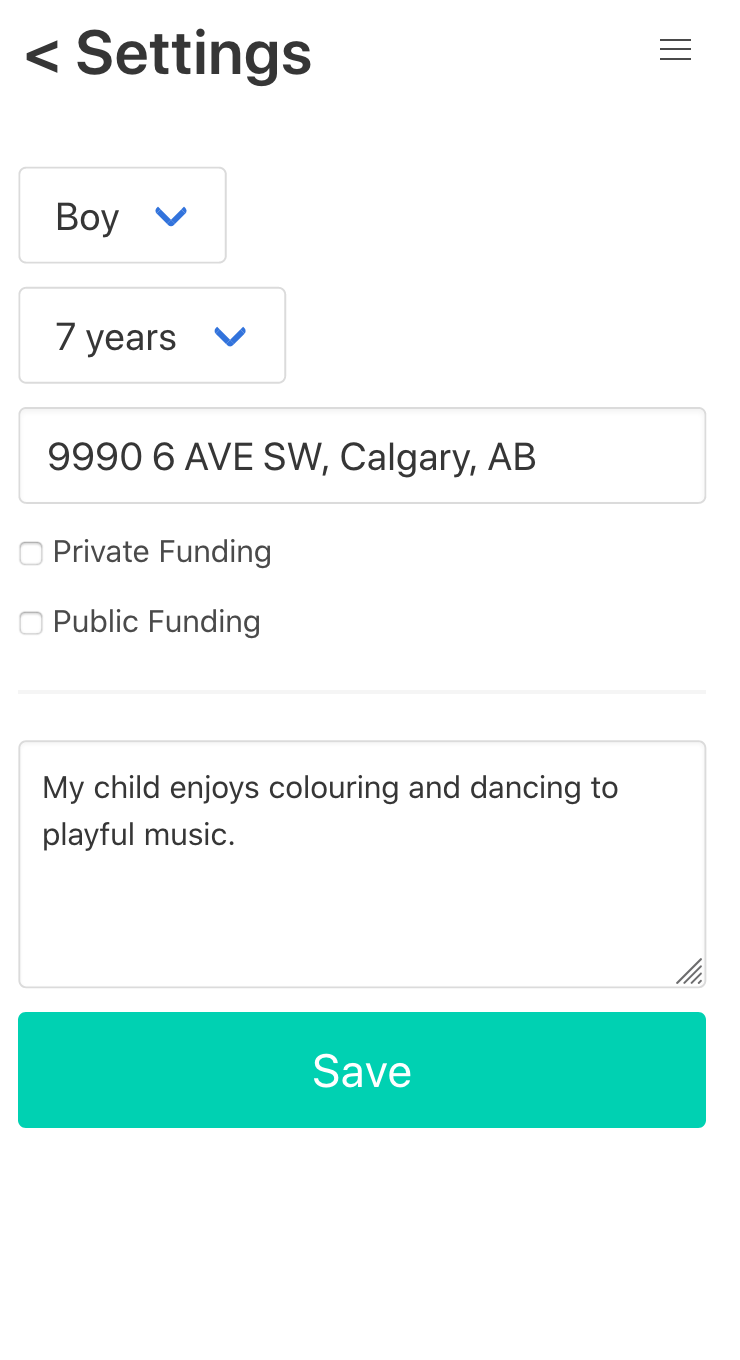 < Settings
Boy
7 years
9990 6 AVE SW, Calgary, AB
Private Funding
Public Funding
My child enjoys colouring and dancing to
playful music.
Save